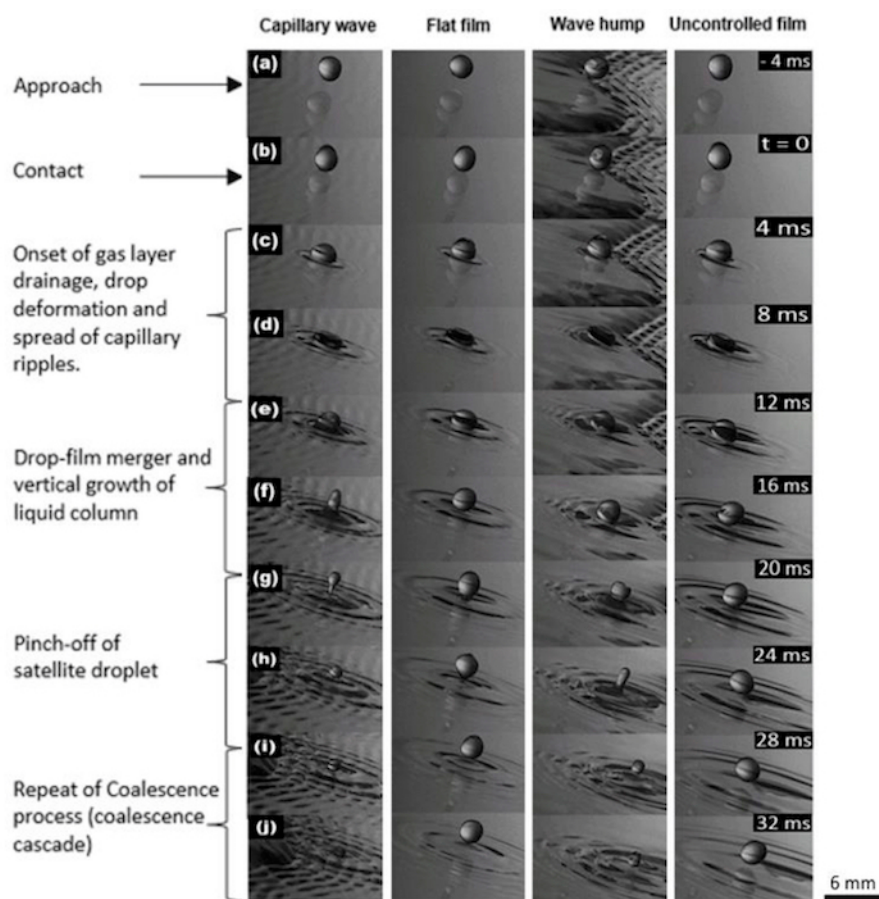 Capillary wave Flat film Wave hump Uncontrolled film
(a) - 4 ms
Approach
(b) t = 0
Contact
(c) 4 ms
Onset of gas layer
drainage, drop
deformation and
spread of capillary
ripples.
(d) 8 ms
(e) 12 ms
Drop-film merger and
vertical growth of
liquid column
(f) 16 ms
(g) 20 ms
Pinch-off of
satellite droplet
(h) 24 ms
(i) 28 ms
Repeat of Coalescence
process (coalescence
cascade)
(j) 32 ms
6 mm